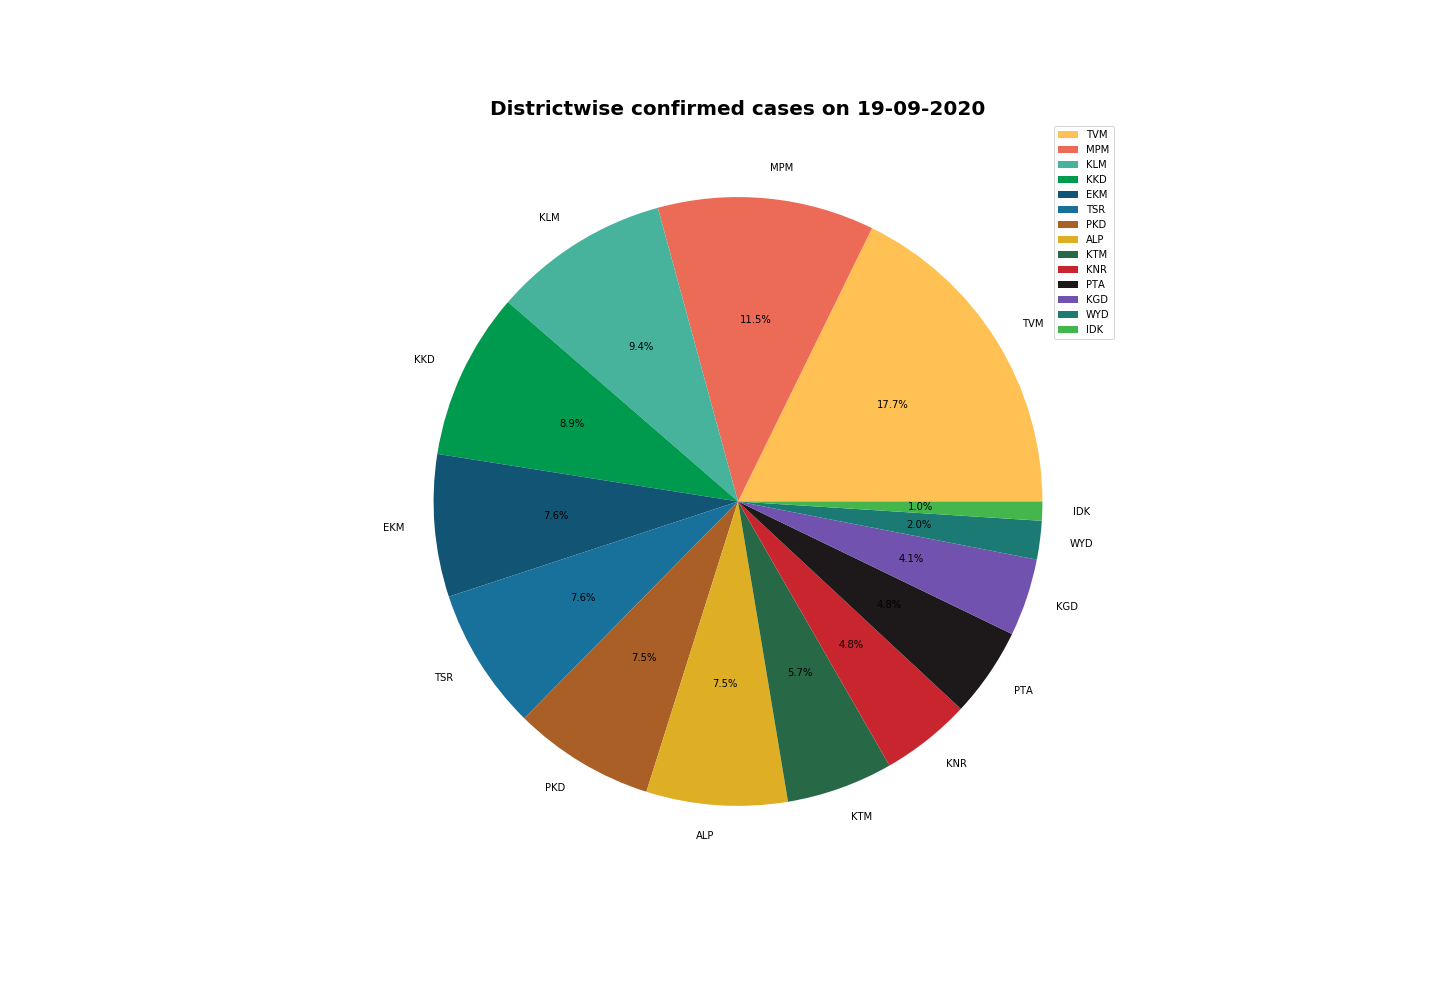 Districtwise confirmed cases on 19-09-2020
TVM
MPM
KLM
KKD
EKM
TSR
PKD
ALP
KTM
KNR
PTA
KGD
WYD
IDK
TVM
17.7%
MPM
11.5%
KLM
9.4%
KKD
8.9%
EKM
7.6%
TSR
7.6%
PKD
7.5%
ALP
7.5%
KTM
5.7%
KNR
4.8%
PTA
4.8%
KGD
4.1%
WYD
2.0%
IDK
1.0%